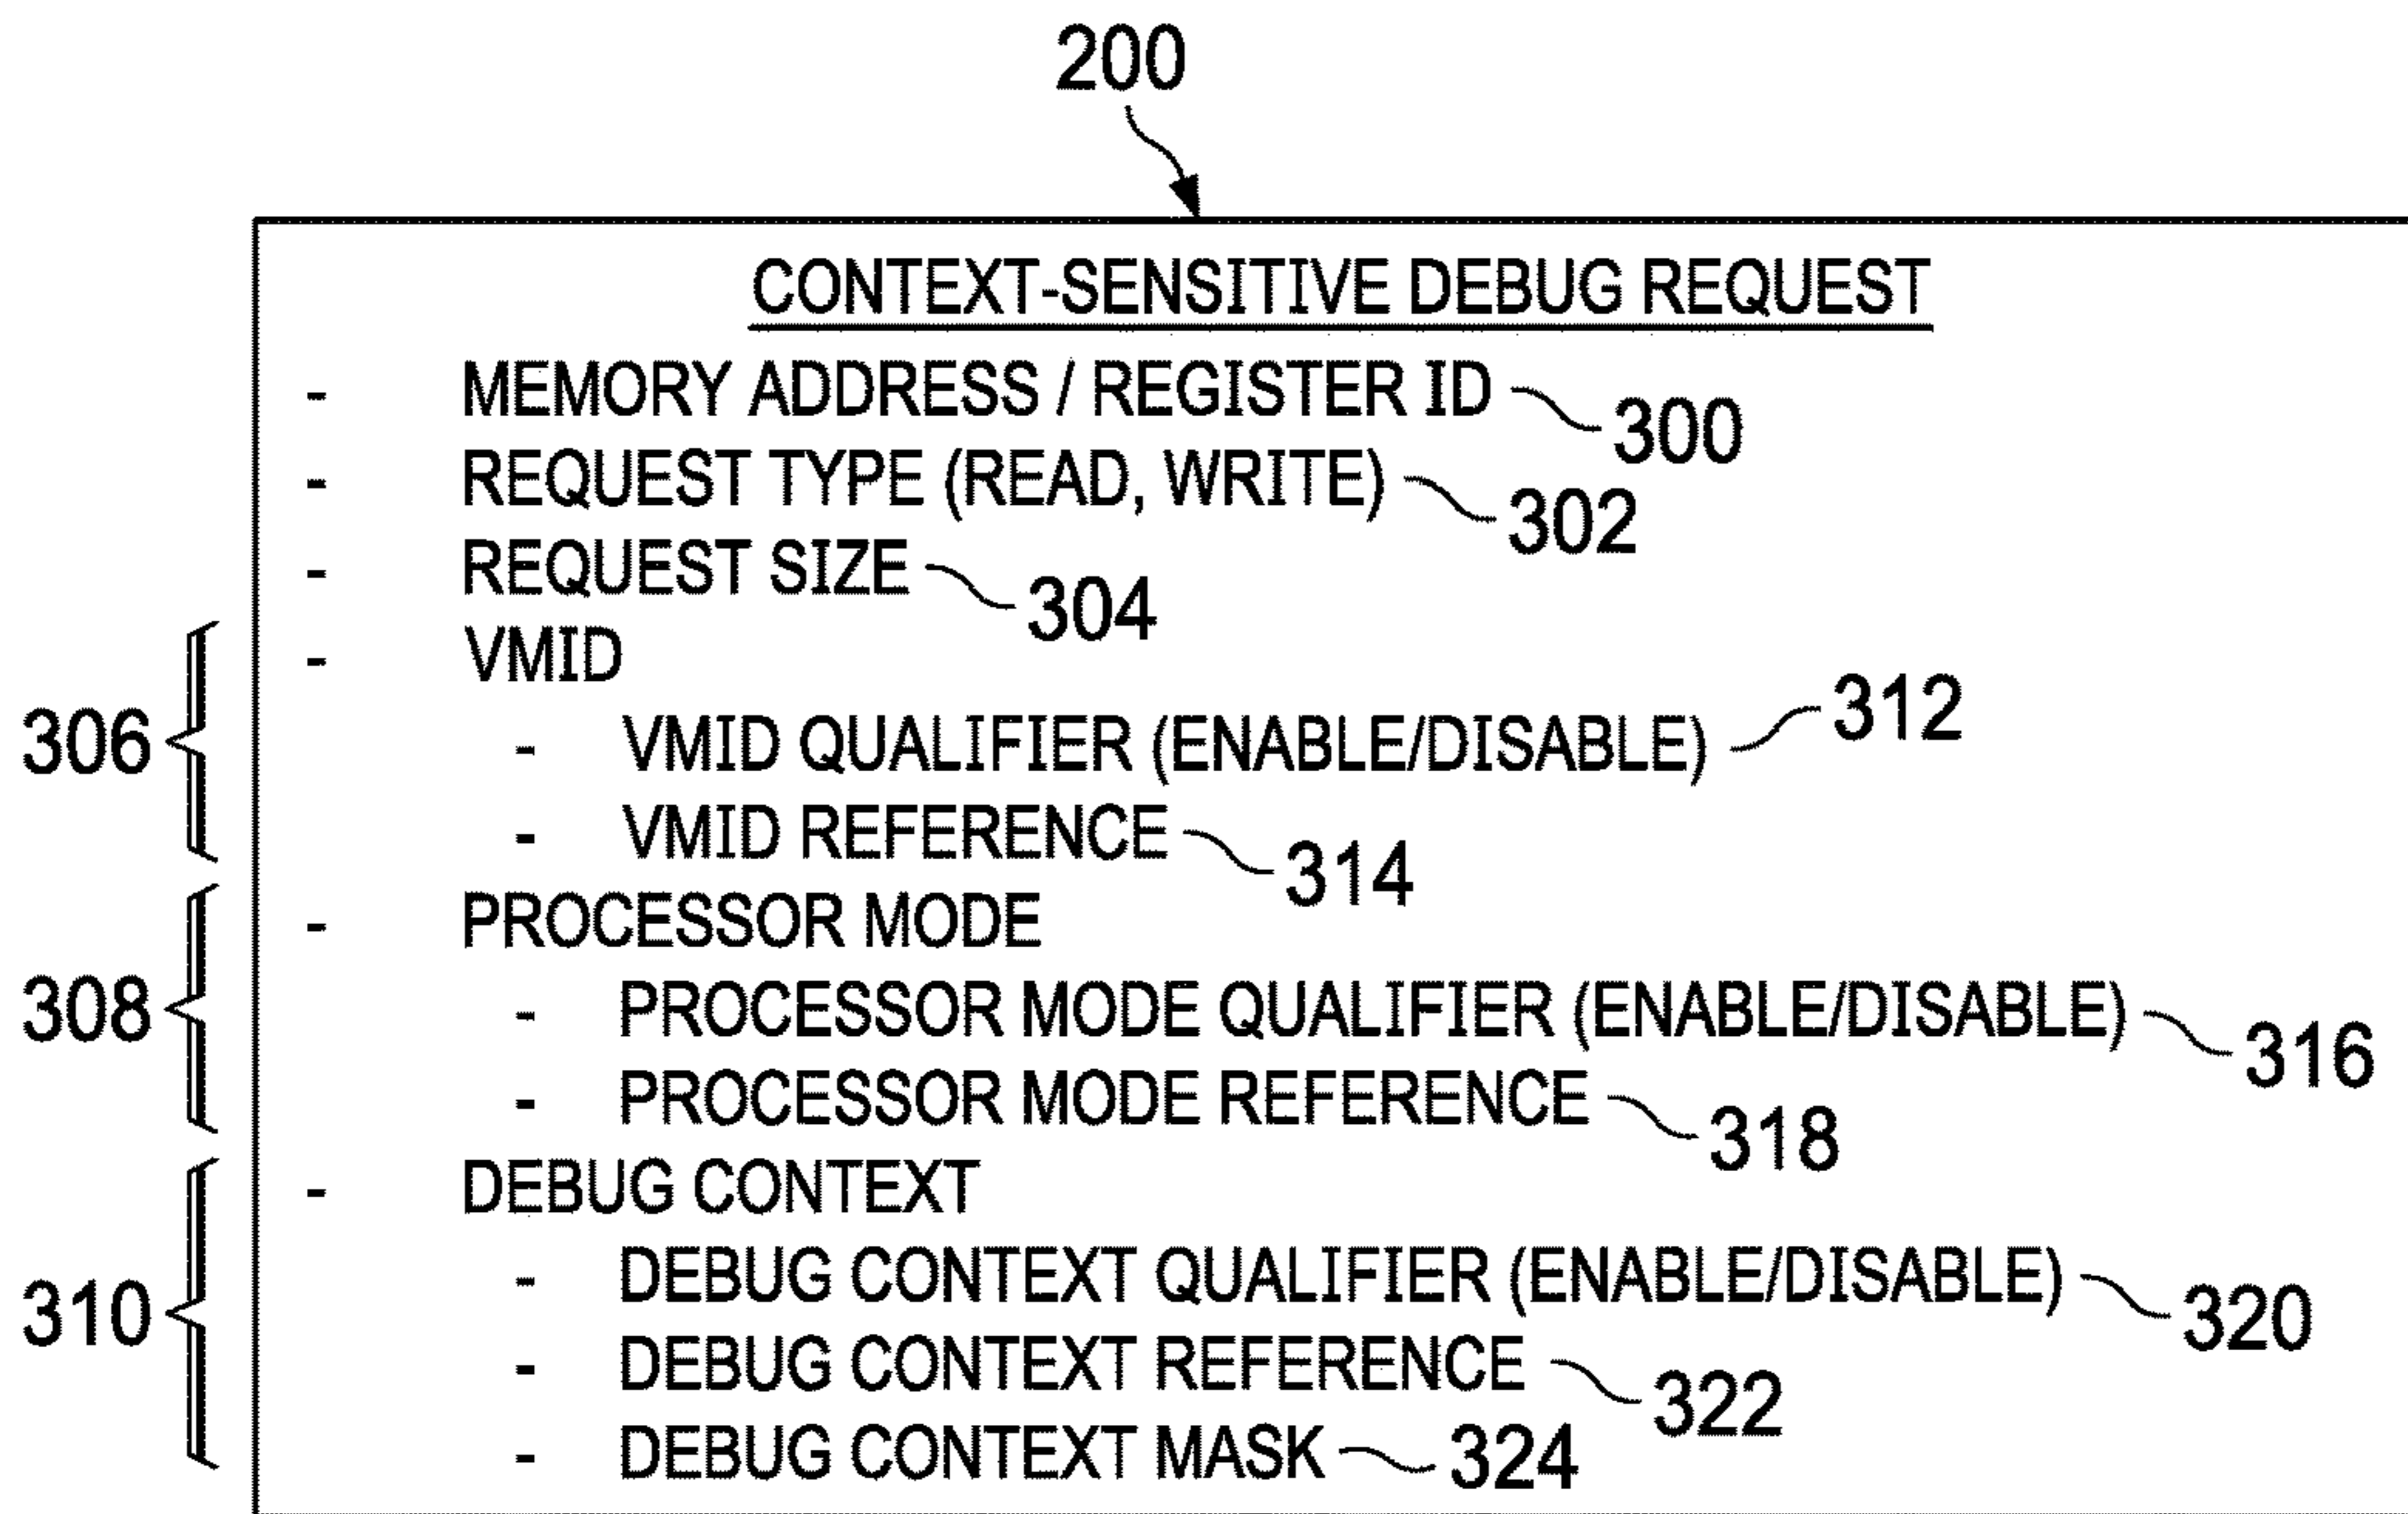 200
CONTEXT-SENSITIVE DEBUG REQUEST
- MEMORY ADDRESS / REGISTER ID 300
- REQUEST TYPE (READ, WRITE) 302
- REQUEST SIZE 304
- VMID
306 - VMID QUALIFIER (ENABLE/DISABLE) 312
- VMID REFERENCE 314
- PROCESSOR MODE
308 - PROCESSOR MODE QUALIFIER (ENABLE/DISABLE) 316
- PROCESSOR MODE REFERENCE 318
- DEBUG CONTEXT
310 - DEBUG CONTEXT QUALIFIER (ENABLE/DISABLE) 320
- DEBUG CONTEXT REFERENCE 322
- DEBUG CONTEXT MASK 324